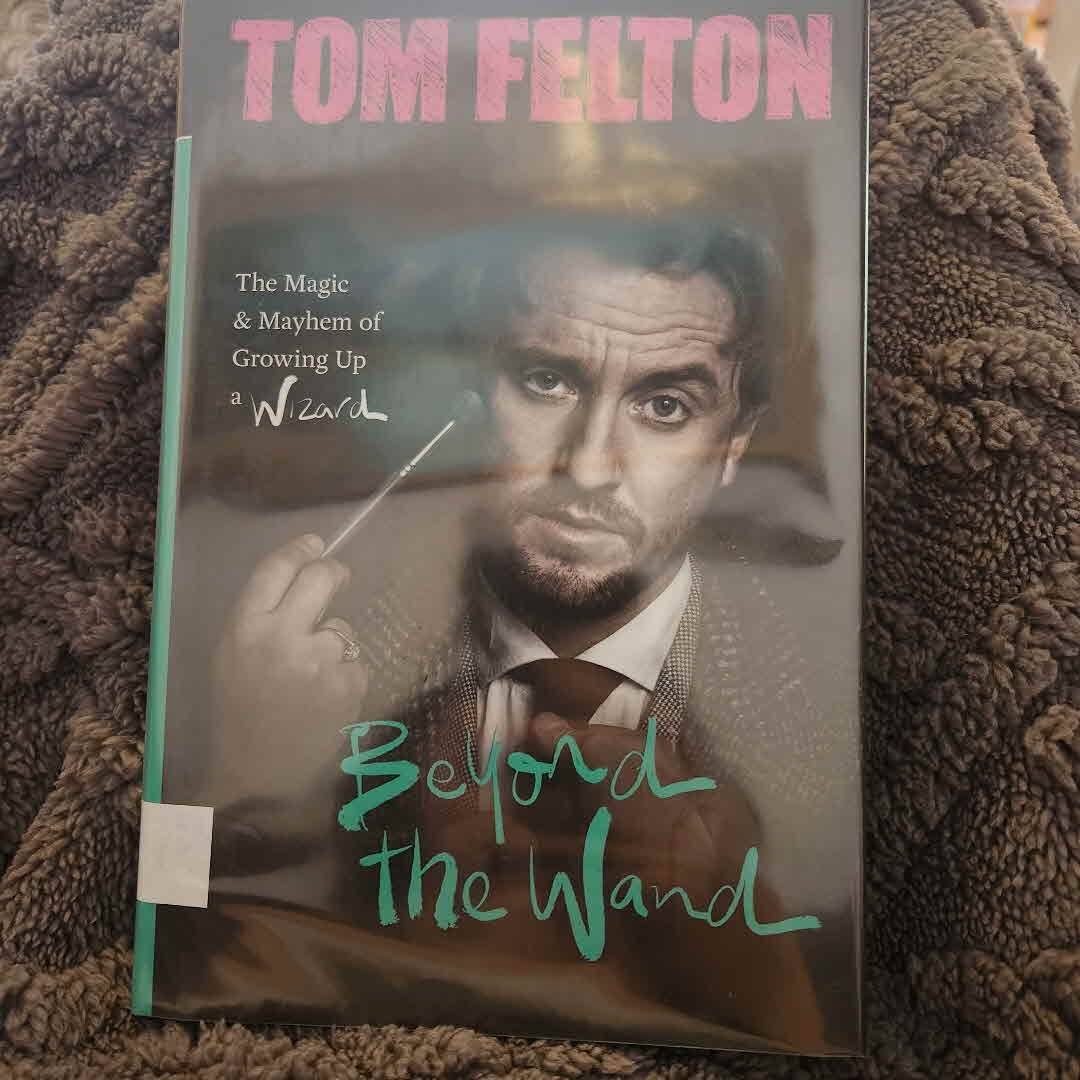 TOM FELTON
The Magic
& Mayhem of
Growing Up
a Wizard
Beyond
the Wand